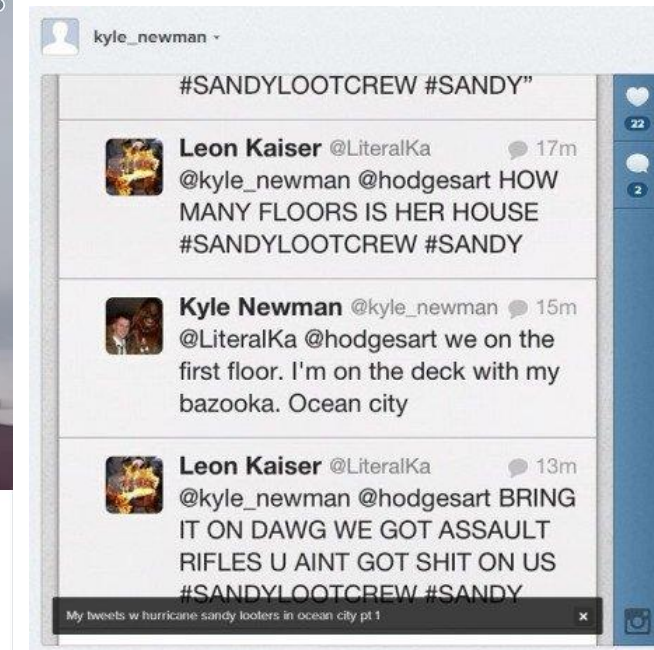 kyle_newman
#SANDYLOOTCREW #SANDY”
22
2
Leon Kaiser @LiteralKa 17m
@kyle_newman @hodgesart HOW
MANY FLOORS IS HER HOUSE
#SANDYLOOTCREW #SANDY
Kyle Newman @kyle_newman 15m
@LiteralKa @hodgesart we on the
first floor. I'm on the deck with my
bazooka. Ocean city
Leon Kaiser @LiteralKa 13m
@kyle_newman @hodgesart BRING
IT ON DAWG WE GOT ASSAULT
RIFLES U AINT GOT SHIT ON US
#SANDYLOOTCREW #SANDY
My tweets w hurricane sandy looters in ocean city pt 1 x